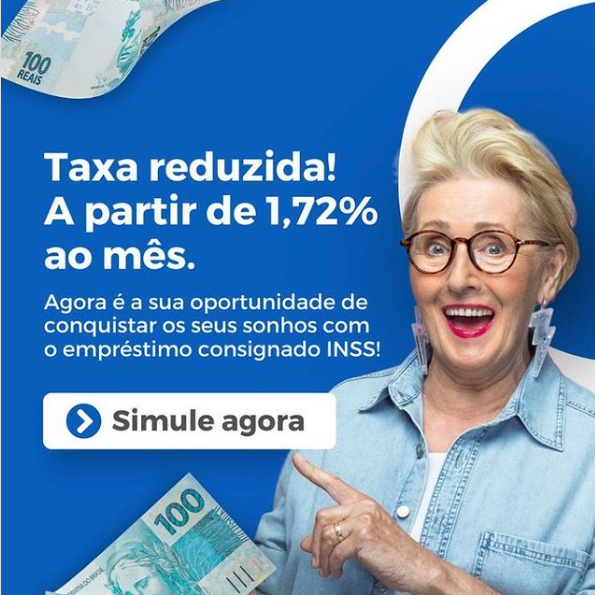 100
REAIS
Taxa reduzida!
A partir de 1,72%
ao mês.
Agora é a sua oportunidade de
conquistar os seus sonhos com
o empréstimo consignado INSS!
Simule agora
100